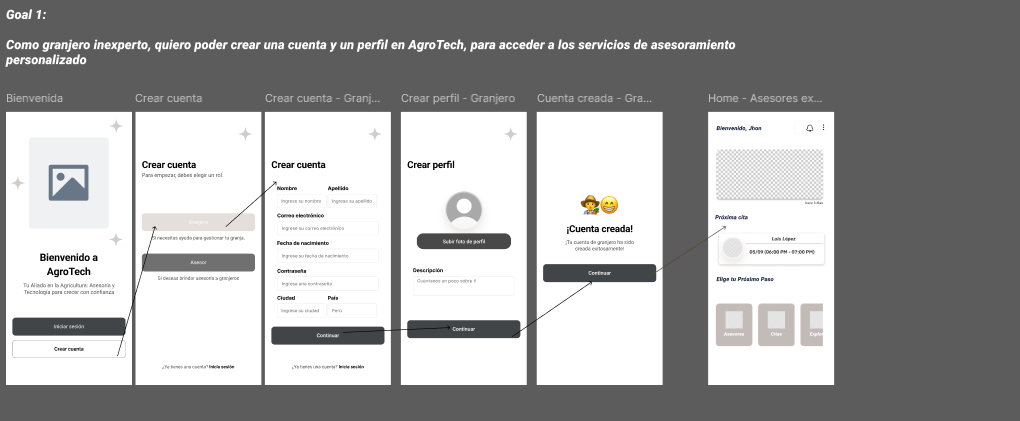 Goal 1:
Como granjero inexperto, quiero poder crear una cuenta y un perfil en AgroTech, para acceder a los servicios de asesoramiento
personalizado
Bienvenida
Crear cuenta
Crear cuenta - Granj...
Crear perfil - Granjero
Cuenta creada - Gra...
Home - Asesores ex...
Bienvenido a
AgroTech
Tu Aliado en la Agricultura: Asesoría y
Tecnología para crecer con confianza
Iniciar sesión
Crear cuenta
Crear cuenta
Para empezar, debes elegir un rol.
Si necesitas ayuda para gestionar tu granja.
Asesor
Si deseas brindar asesoría a granjeros
¿Ya tienes una cuenta? Inicia sesión
Crear cuenta
Nombre
Apellido
Ingrese su nombre
Ingrese su apellido
Correo electrónico
Ingrese su correo electrónico
Fecha de nacimiento
Ingrese su fecha de nacimiento
Contraseña
Ingrese una contraseña
Ciudad
País
Ingrese su ciudad
Perú
Continuar
¿Ya tienes una cuenta? Inicia sesión
Crear perfil
Subir foto de perfil
Descripción
Cuéntanos un poco sobre ti
Continuar
¡Cuenta creada!
¡Tu cuenta de granjero ha sido
creada exitosamente!
Continuar
Bienvenido, Jhon
Próxima cita
Luis López
05/09 (06:00 PM - 07:00 PM)
Elige tu Próximo Paso
Asesores
Citas